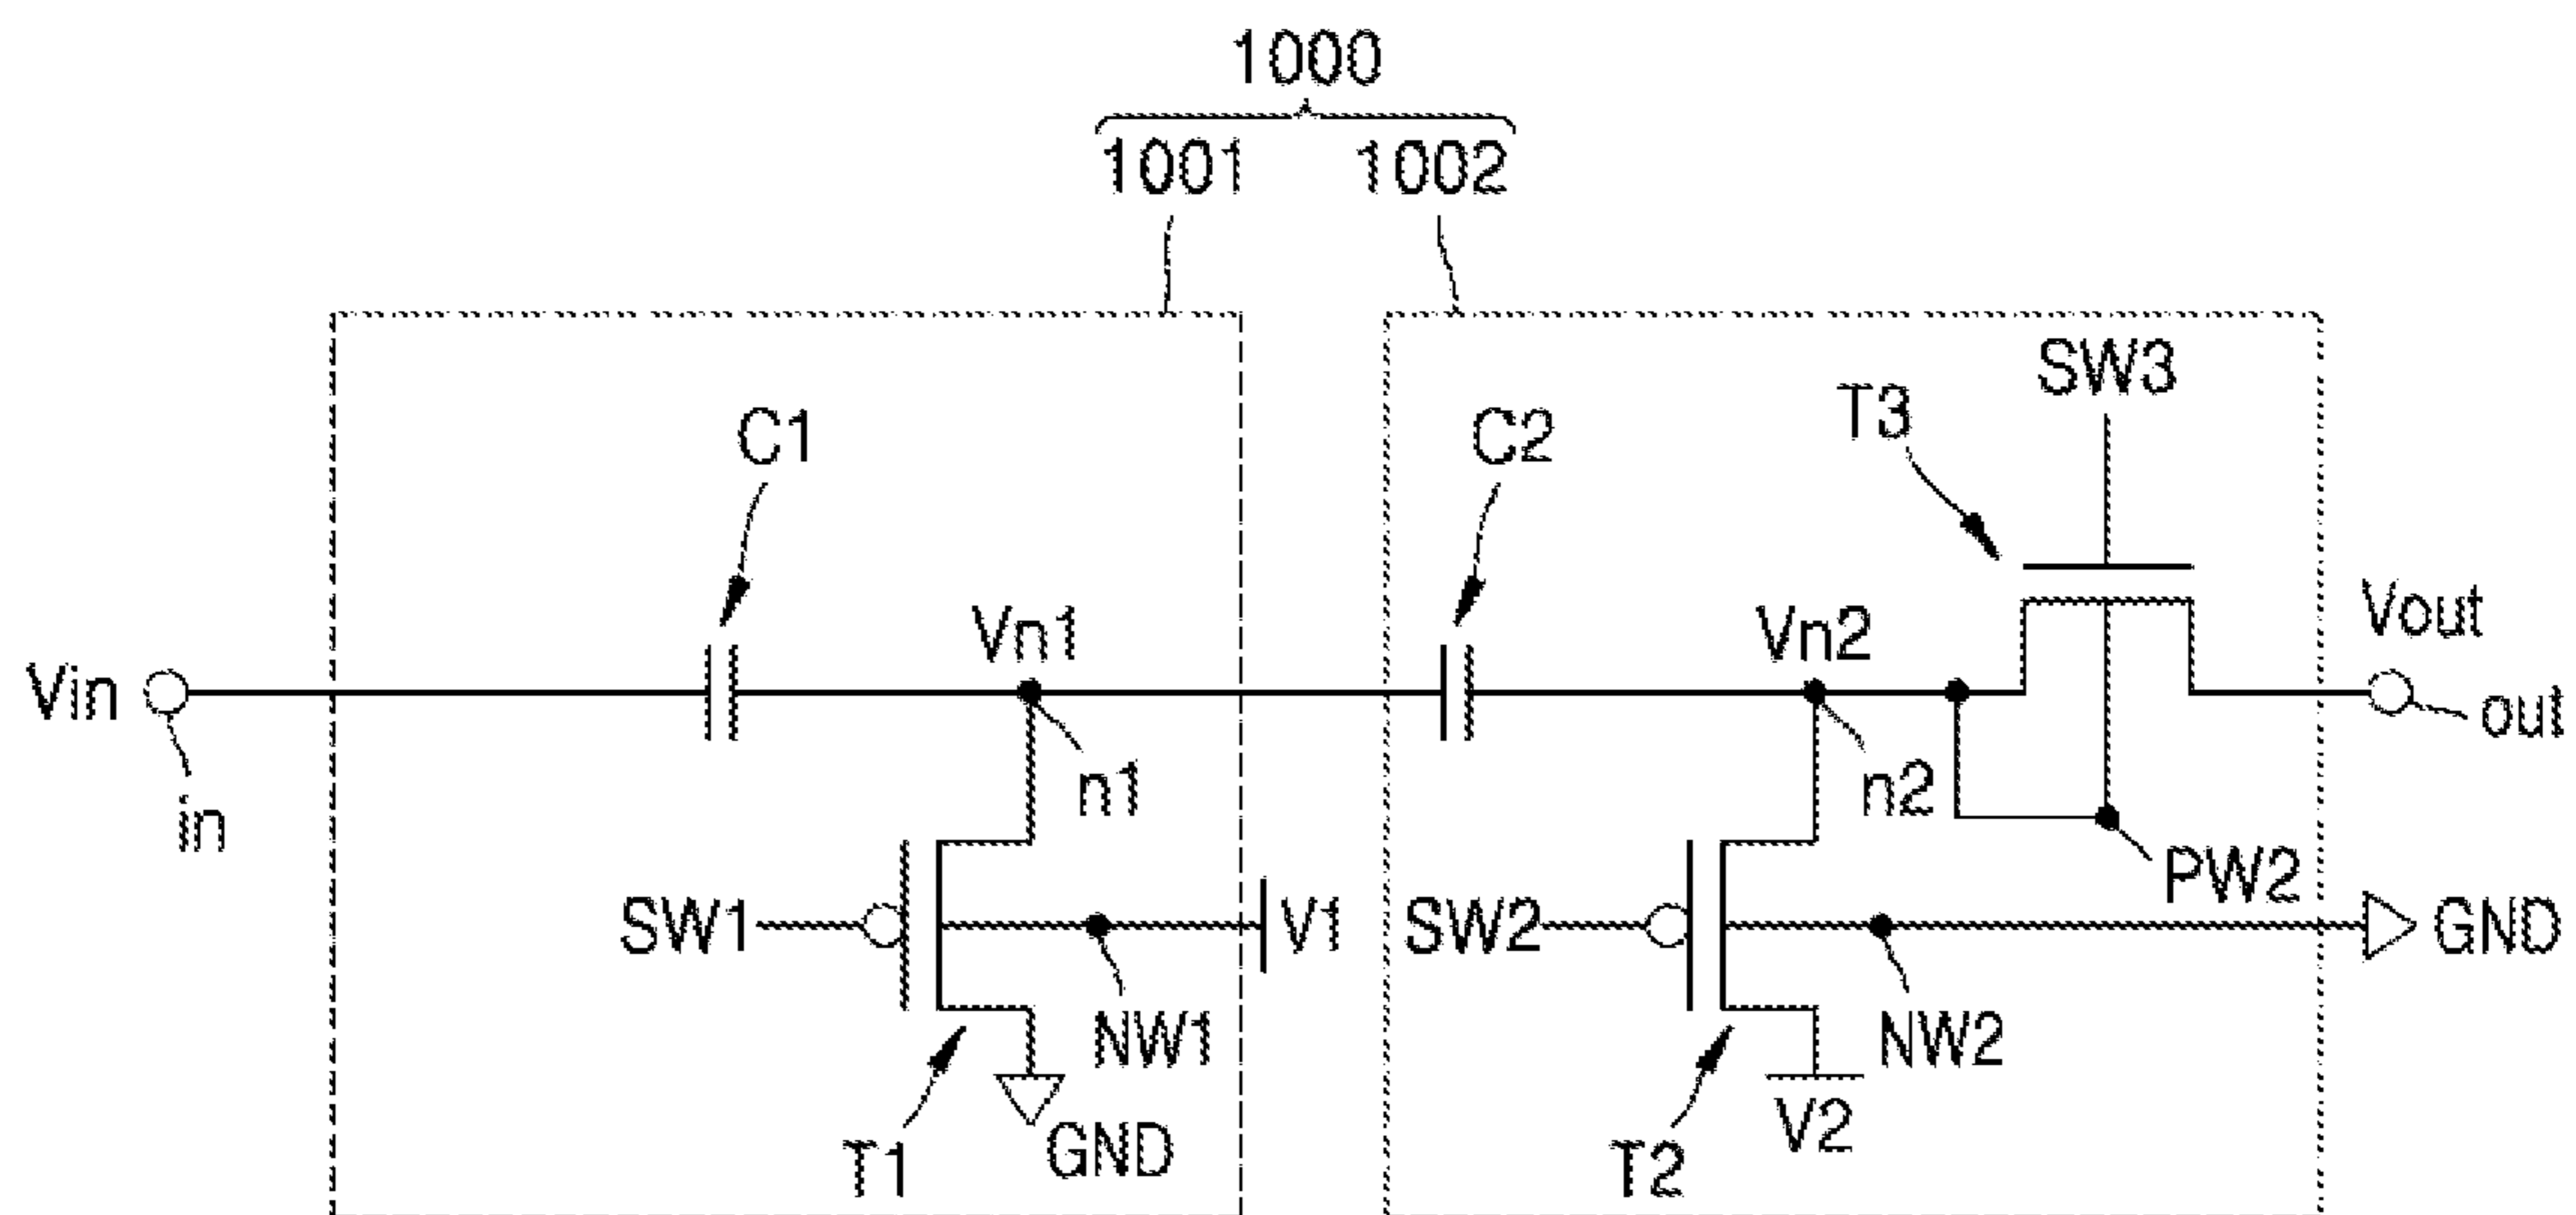 1000
1001 1002
SW3
T3
C1 C2
Vn1 Vn2 Vout
Vin
out
n1 n2
in
PW2
SW1 V1 SW2 GND
NW1 NW2
GND V2
T1 T2